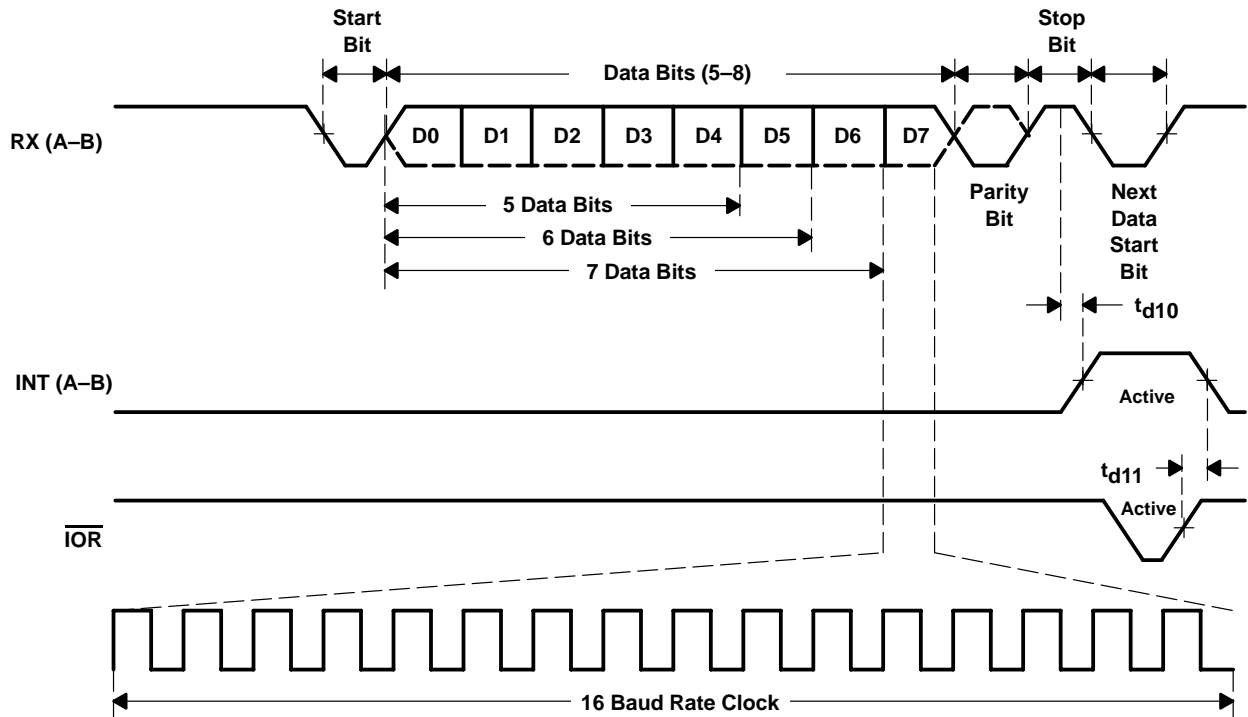 Start
Bit
Stop
Bit
Data Bits (5–8)
RX (A–B)
D0
D1
D2
D3
D4
D5
D6
D7
Parity
Bit
Next
Data
Start
Bit
5 Data Bits
6 Data Bits
7 Data Bits
td10
INT (A–B)
Active
td11
Active
IOR
16 Baud Rate Clock